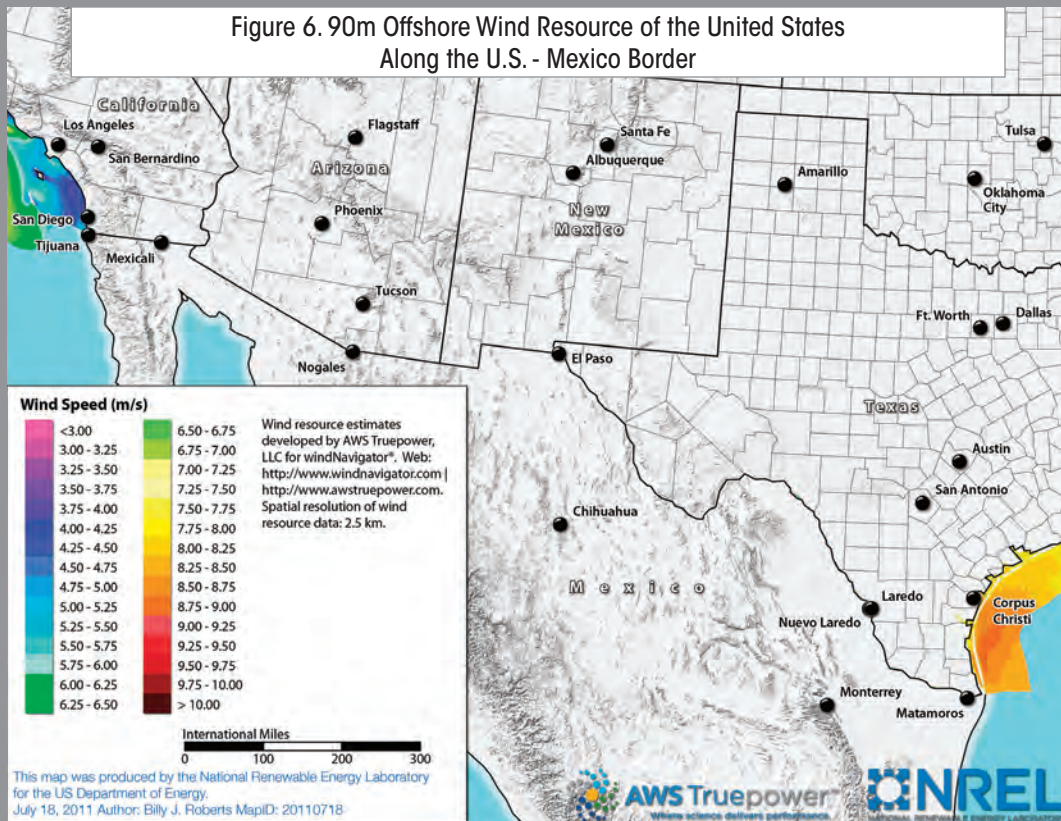 Figure 6. 90m Offshore Wind Resource of the United States
Along the U.S. - Mexico Border
California
Los Angeles
San Bernardino
San Diego
Tijuana
Mexicali
Flagstaff
Arizona
Phoenix
Tucson
Nogales
Santa Fe
Albuquerque
New
Mexico
El Paso
Amarillo
Tulsa
Oklahoma
City
Ft. Worth
Dallas
Texas
Austin
San Antonio
Chihuahua
Mexico
Laredo
Nuevo Laredo
Corpus
Christi
Monterrey
Matamoros
Wind Speed (m/s)
<3.00
3.00 - 3.25
3.25 - 3.50
3.50 - 3.75
3.75 - 4.00
4.00 - 4.25
4.25 - 4.50
4.50 - 4.75
4.75 - 5.00
5.00 - 5.25
5.25 - 5.50
5.50 - 5.75
5.75 - 6.00
6.00 - 6.25
6.25 - 6.50
6.50 - 6.75
6.75 - 7.00
7.00 - 7.25
7.25 - 7.50
7.50 - 7.75
7.75 - 8.00
8.00 - 8.25
8.25 - 8.50
8.50 - 8.75
8.75 - 9.00
9.00 - 9.25
9.25 - 9.50
9.50 - 9.75
9.75 - 10.00
> 10.00
Wind resource estimates
developed by AWS Truepower,
LLC for windNavigator®. Web:
http://www.windnavigator.com |
http://www.awstruepower.com.
Spatial resolution of wind
resource data: 2.5 km.
International Miles
0 100 200 300
This map was produced by the National Renewable Energy Laboratory
for the US Department of Energy.
July 18, 2011 Author: Billy J. Roberts MapID: 20110718
AWS Truepower™
Where science delivers performance.
NREL
NATIONAL RENEWABLE ENERGY LABORATORY